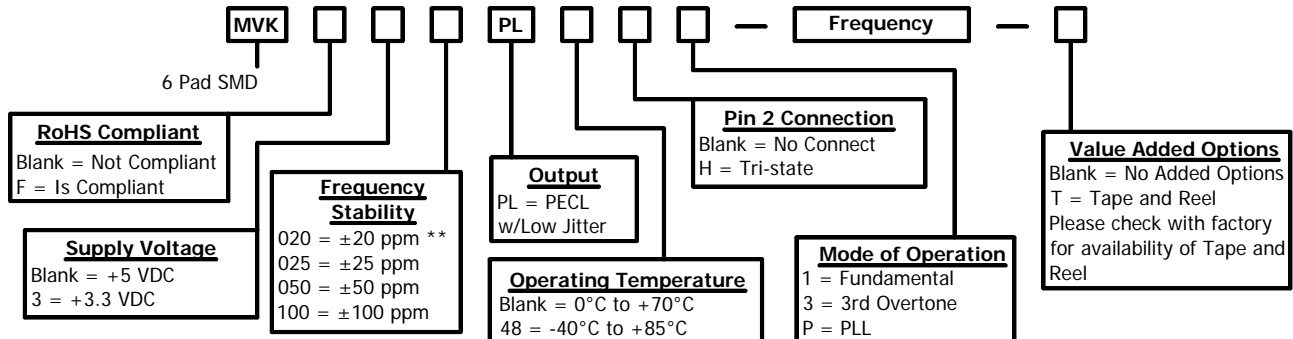 MVK PL — Frequency —
6 Pad SMD
RoHS Compliant
Blank = Not Compliant
F = Is Compliant
Supply Voltage
Blank = +5 VDC
3 = +3.3 VDC
Frequency
Stability
020 = ±20 ppm **
025 = ±25 ppm
050 = ±50 ppm
100 = ±100 ppm
Output
PL = PECL
w/Low Jitter
Operating Temperature
Blank = 0°C to +70°C
48 = -40°C to +85°C
Pin 2 Connection
Blank = No Connect
H = Tri-state
Mode of Operation
1 = Fundamental
3 = 3rd Overtone
P = PLL
Value Added Options
Blank = No Added Options
T = Tape and Reel
Please check with factory
for availability of Tape and
Reel